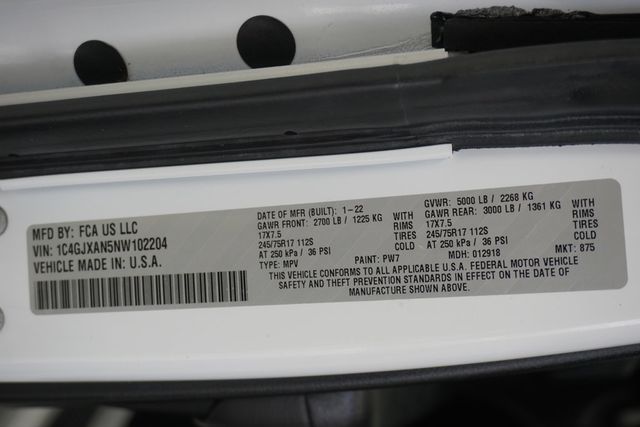 MFD BY: FCA US LLC
VIN: 1C4GJXAN5NW102204
VEHICLE MADE IN: U.S.A.
DATE OF MFR (BUILT): 1-22
GAWR FRONT: 2700 LB / 1225 KG WITH
17X7.5 RIMS
245/75R17 112S TIRES
AT 250 kPa / 36 PSI COLD
TYPE: MPV PAINT: PW7
GVWR: 5000 LB / 2268 KG
GAWR REAR: 3000 LB / 1361 KG WITH
17X7.5 RIMS
245/75R17 112S TIRES
AT 250 kPa / 36 PSI COLD
MDH: 012918 MKT: 875
THIS VEHICLE CONFORMS TO ALL APPLICABLE U.S.A. FEDERAL MOTOR VEHICLE
SAFETY AND THEFT PREVENTION STANDARDS IN EFFECT ON THE DATE OF
MANUFACTURE SHOWN ABOVE.